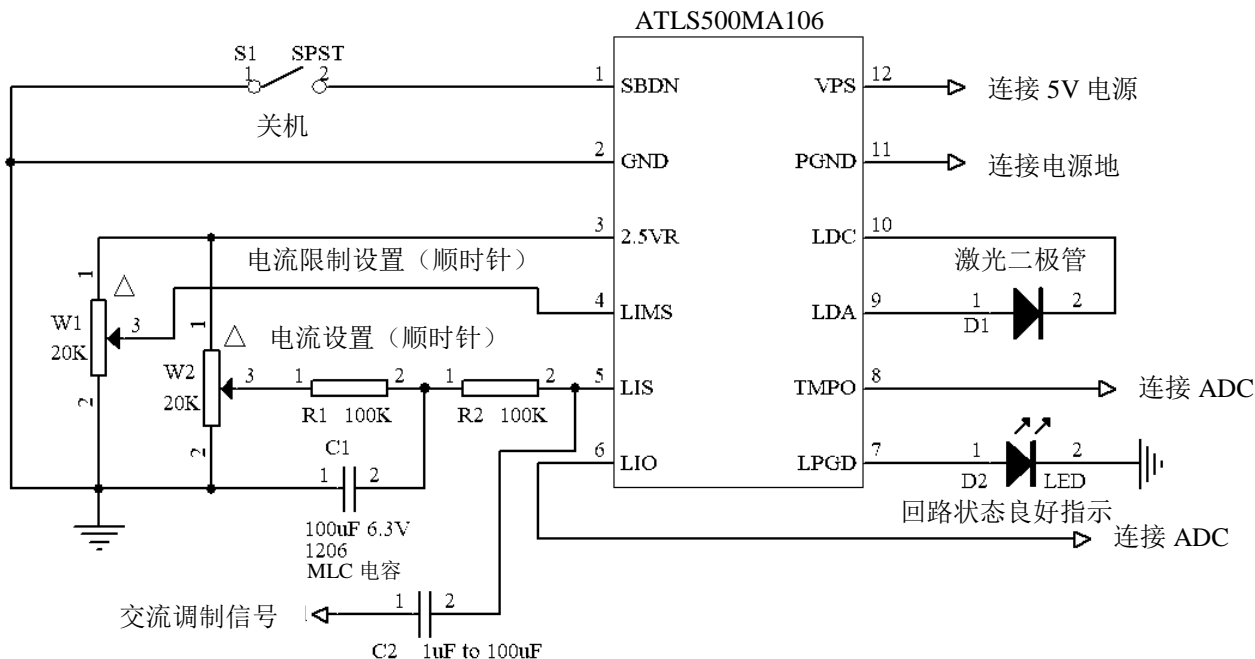 ATLS500MA106
S1 SPST
1 2
关机
1 SBDN
2 GND
3 2.5VR
4 LIMS
5 LIS
6 LIO
VPS 12
PGND 11
LDC 10
LDA 9
TMPO 8
LPGD 7
连接 5V 电源
连接电源地
激光二极管
1 2
D1
连接 ADC
1 2
D2 LED
回路状态良好指示
连接 ADC
电流限制设置（顺时针）
1
△
W1
20K
3
2
1
△
电流设置（顺时针）
W2
20K
3
2
1 2
R1 100K
1 2
R2 100K
C1
1 2
100uF 6.3V
1206
MLC 电容
交流调制信号
1 2
C2 1uF to 100uF